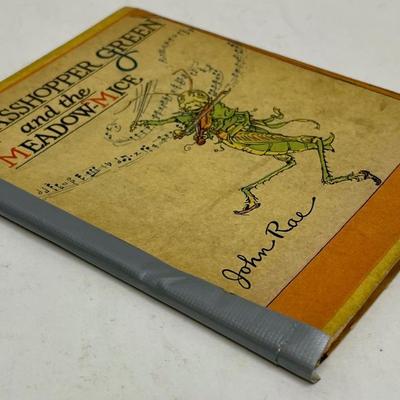 ASSHOPPER GREEN
and the
MEADOW-MICE
John Rae